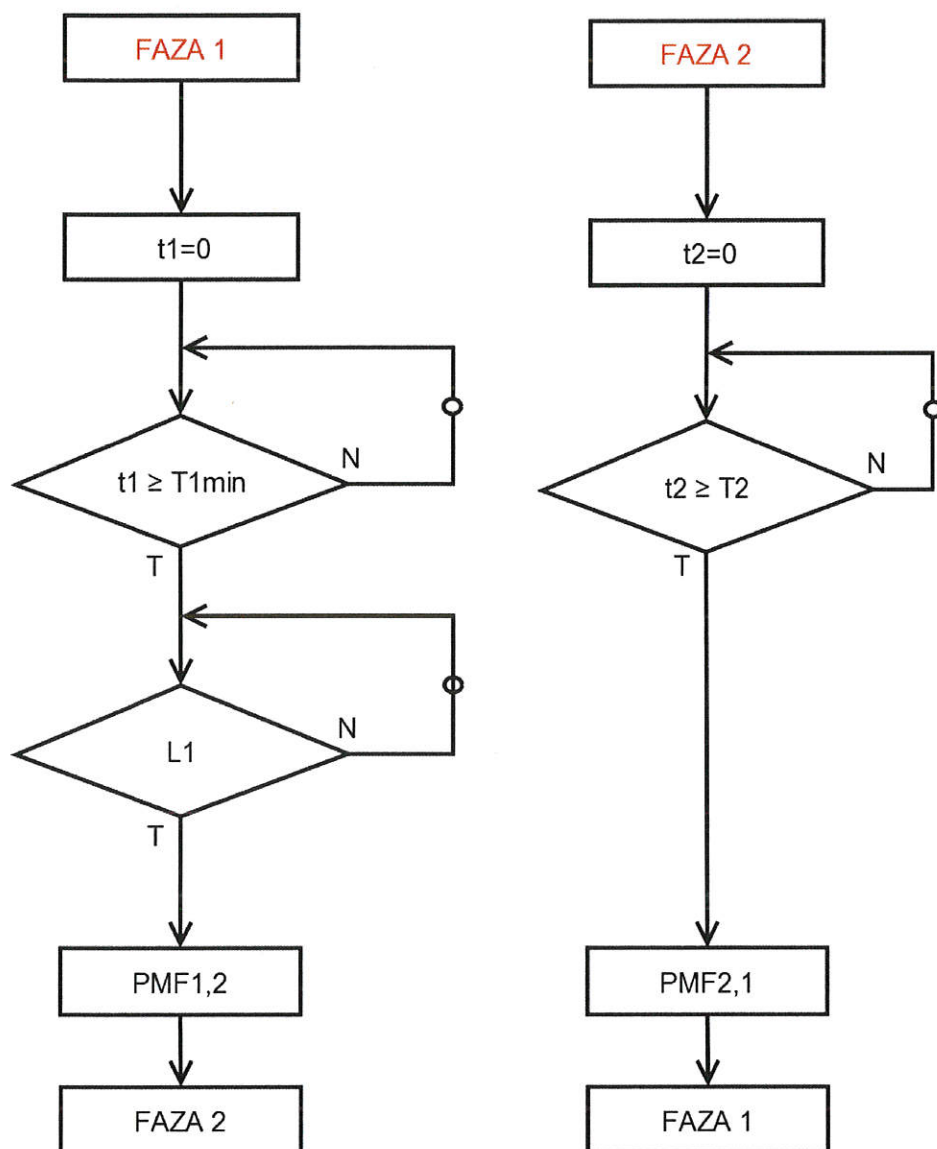 FAZA 1
t1=0
t1 ≥ T1min
N
T
L1
N
T
PMF1,2
FAZA 2
FAZA 2
t2=0
t2 ≥ T2
N
T
PMF2,1
FAZA 1